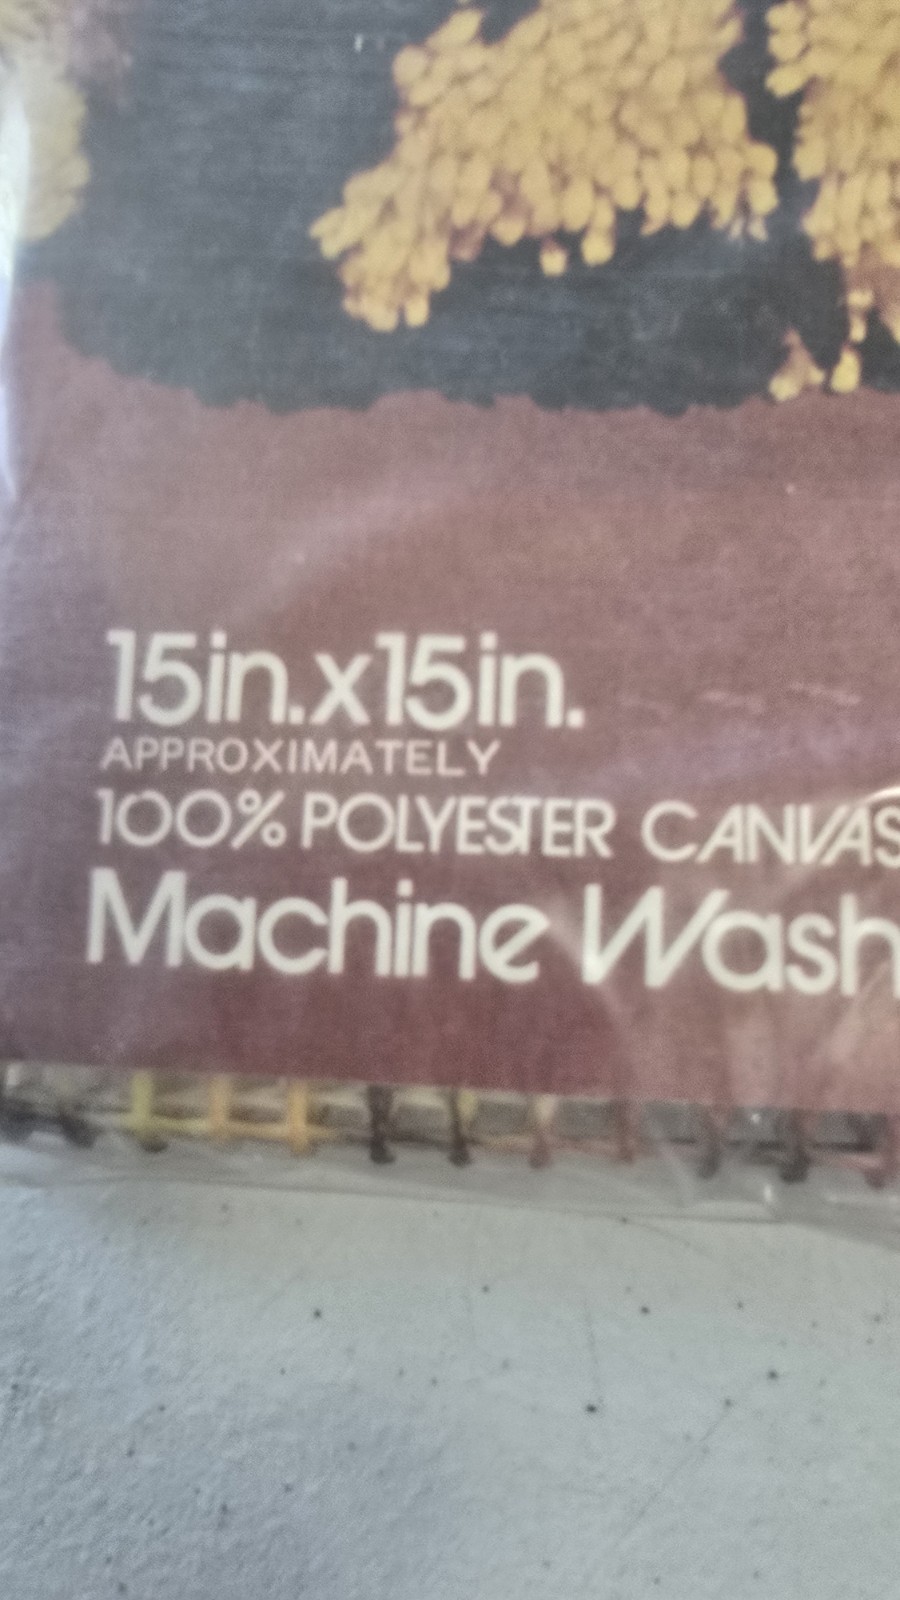 15in.x15in.
APPROXIMATELY
100% POLYESTER CANVAS
Machine Wash